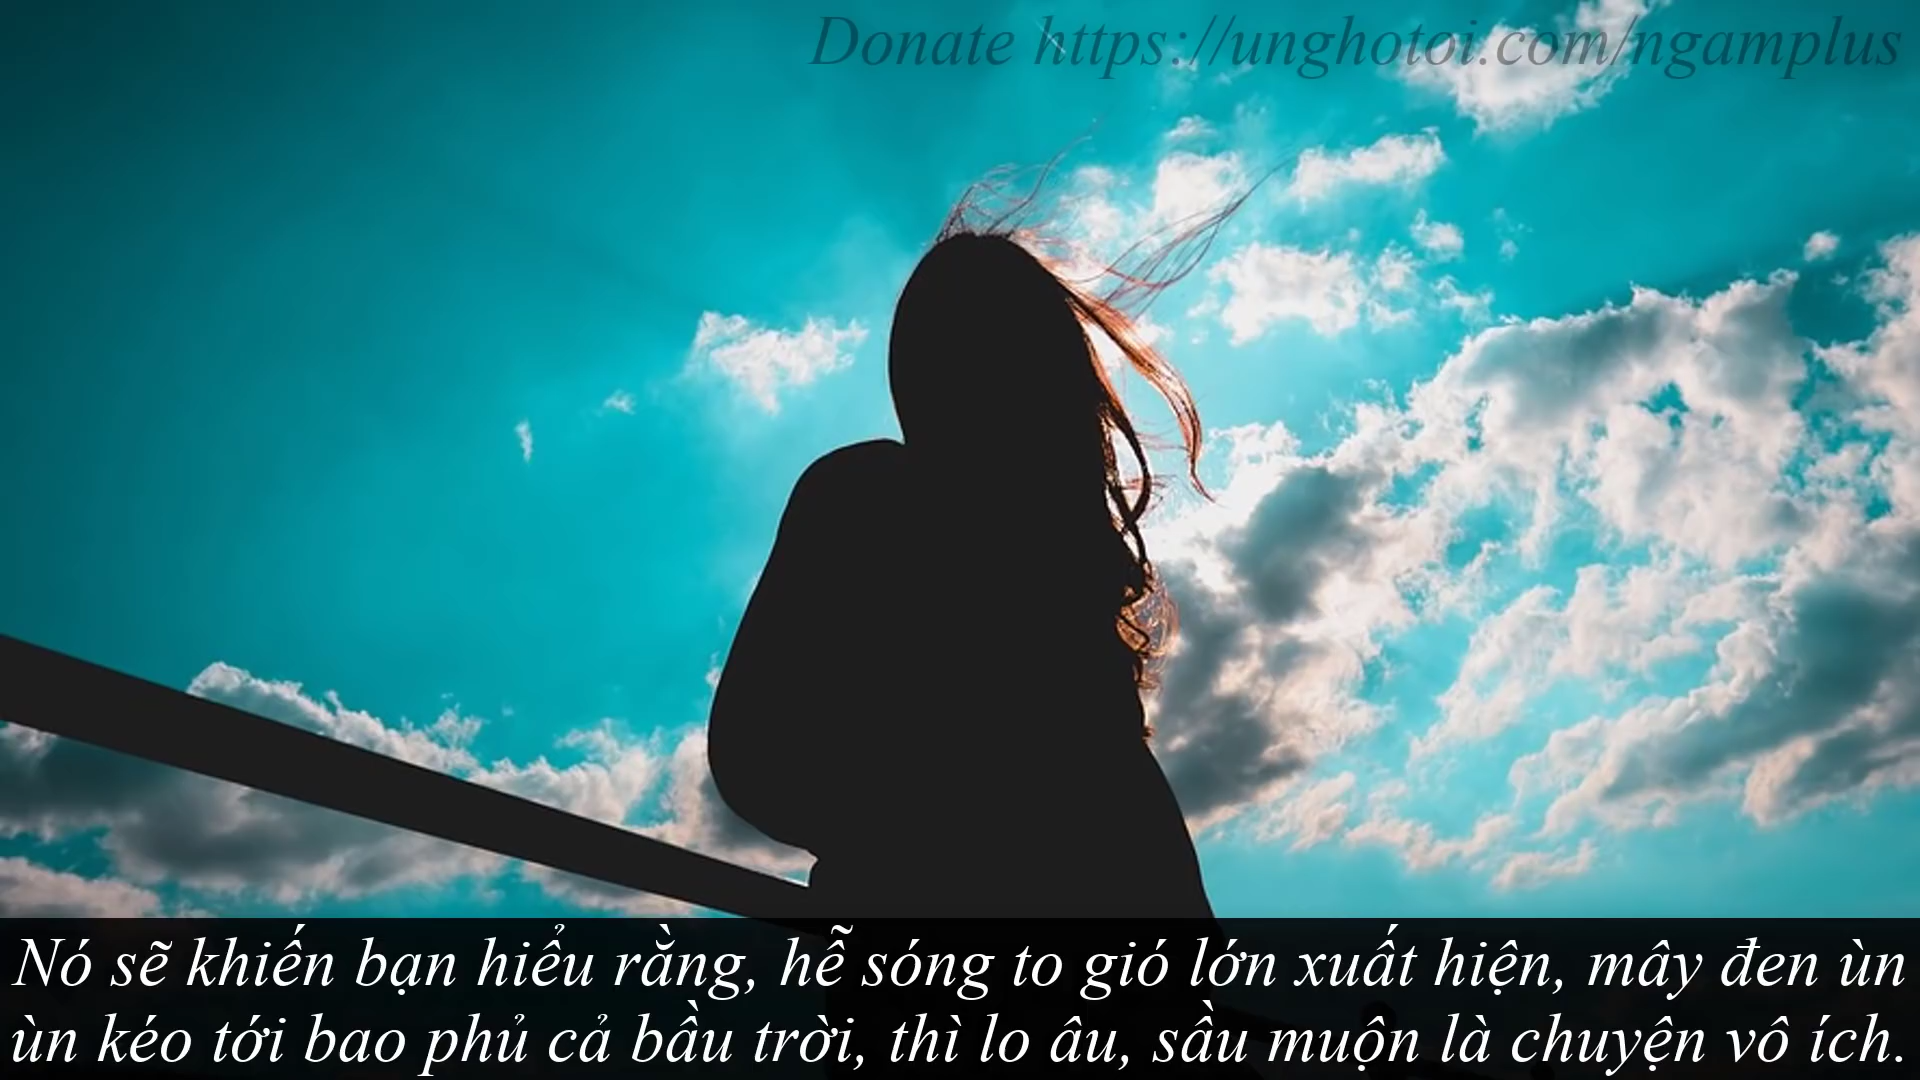 Donate https://unghotoi.com/ngamplus
Nó sẽ khiến bạn hiểu rằng, hễ sóng to gió lớn xuất hiện, mây đen ùn
ùn kéo tới bao phủ cả bầu trời, thì lo âu, sầu muộn là chuyện vô ích.